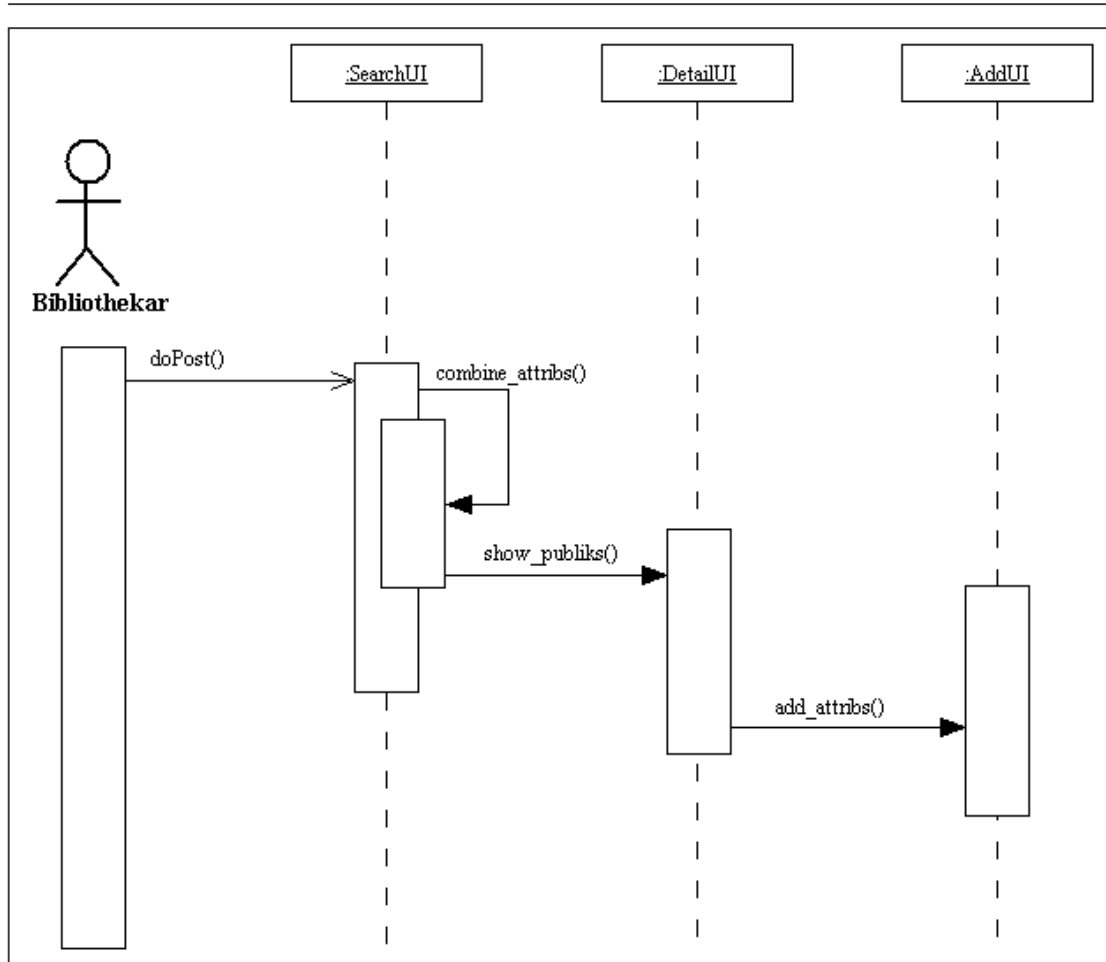 :SearchUI
:DetailUI
:AddUI
Bibliothekar
doPost()
combine_attribs()
show_publiks()
add_attribs()